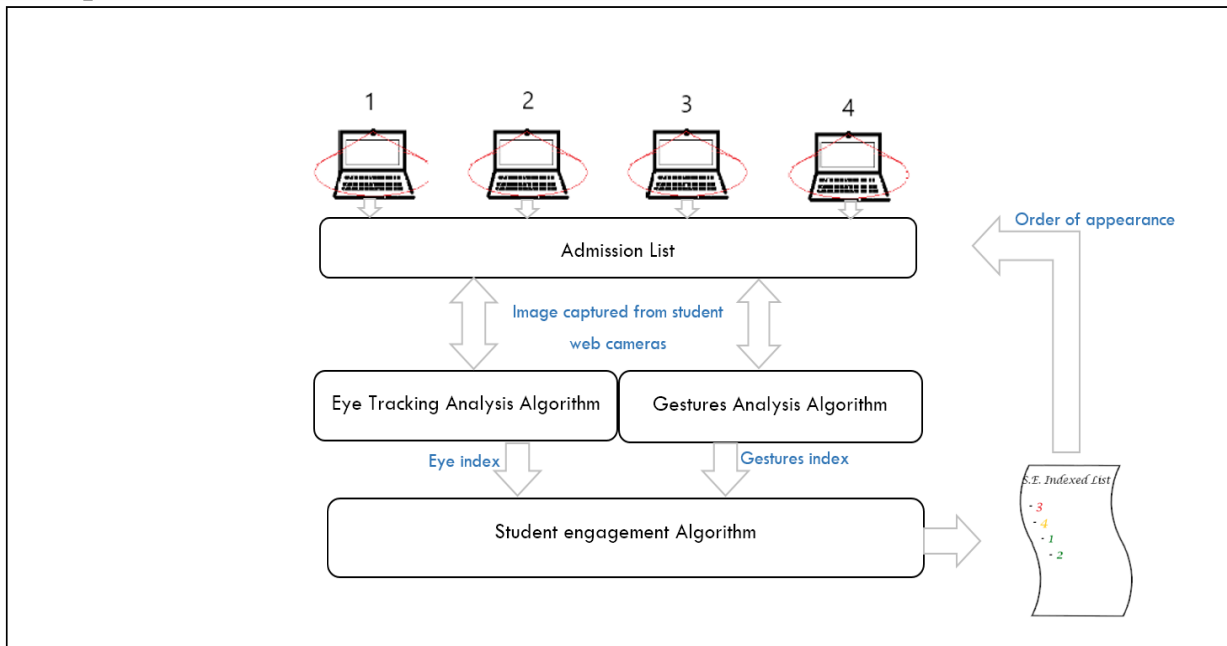 1
2
3
4
Order of appearance
Admission List
Image captured from student
web cameras
Eye Tracking Analysis Algorithm
Gestures Analysis Algorithm
Eye index
Gestures index
S.E. Indexed List
- 3
- 4
- 1
- 2
Student engagement Algorithm